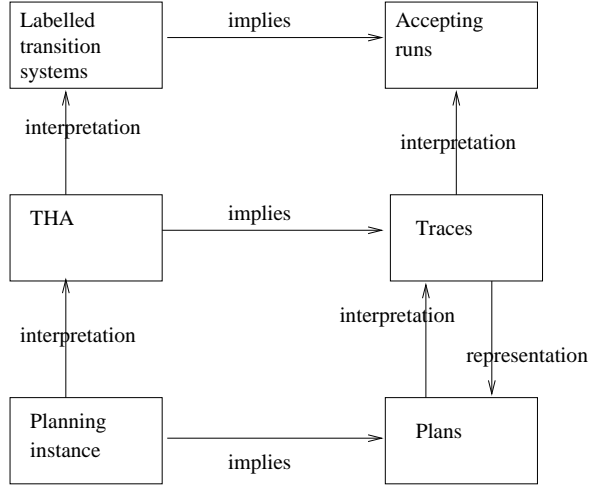 Labelled
transition
systems
implies
Accepting
runs
interpretation
interpretation
THA
implies
Traces
interpretation
interpretation
representation
Planning
instance
implies
Plans